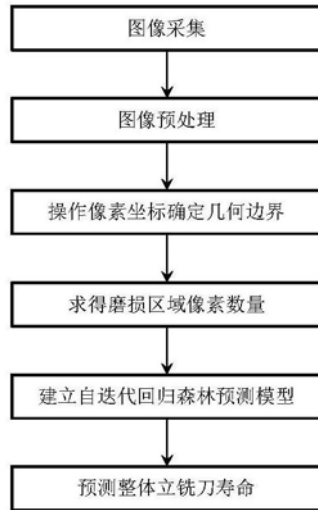 图像采集
图像预处理
操作像素坐标确定几何边界
求得磨损区域像素数量
建立自迭代回归森林预测模型
预测整体立铣刀寿命